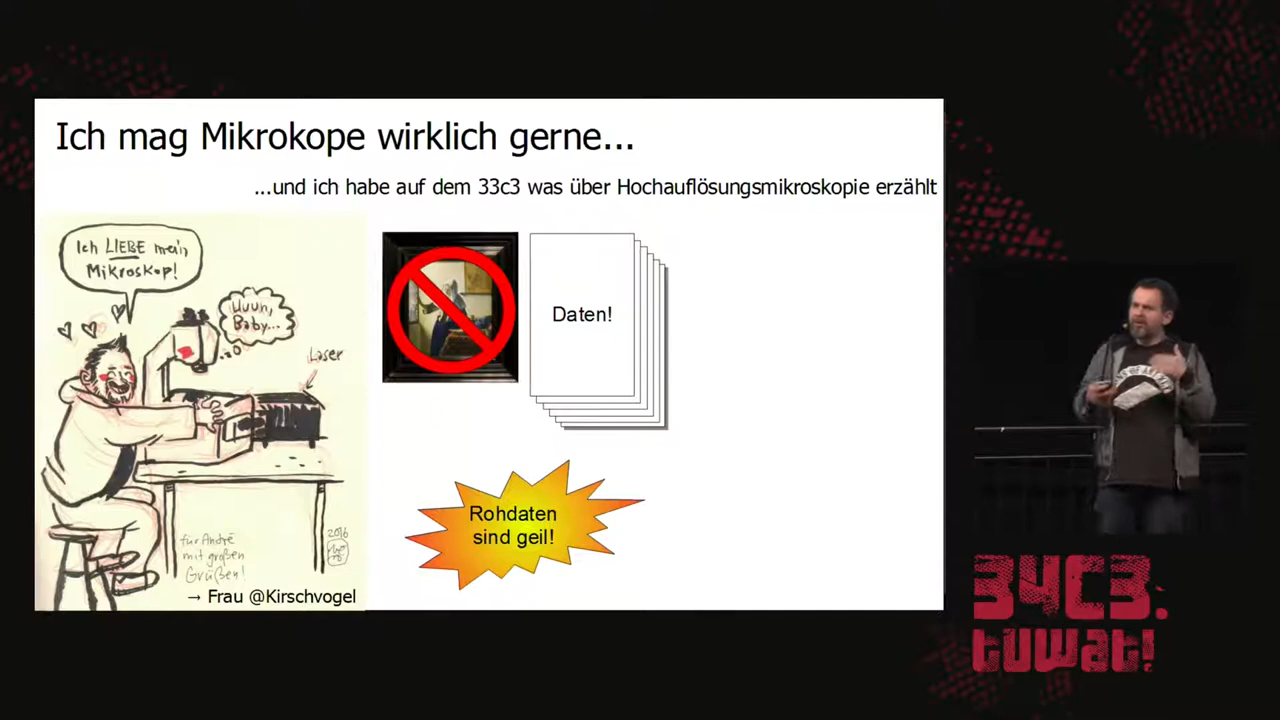 Ich mag Mikrokope wirklich gerne...
...und ich habe auf dem 33c3 was über Hochauflösungsmikroskopie erzählt
Ich LIEBE mein
Mikroskop!
Uuuh,
Baby...
Laser
Daten!
Rohdaten
sind geil!
für André
mit großen
Grüßen!
2016
→ Frau @Kirschvogel
34C3.
tuwat!